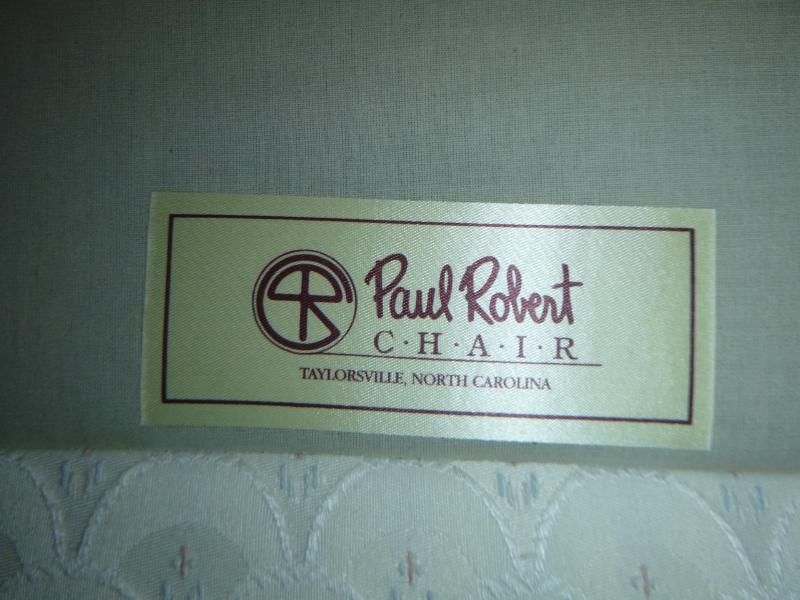 Paul Robert
C·H·A·I·R
TAYLORSVILLE, NORTH CAROLINA